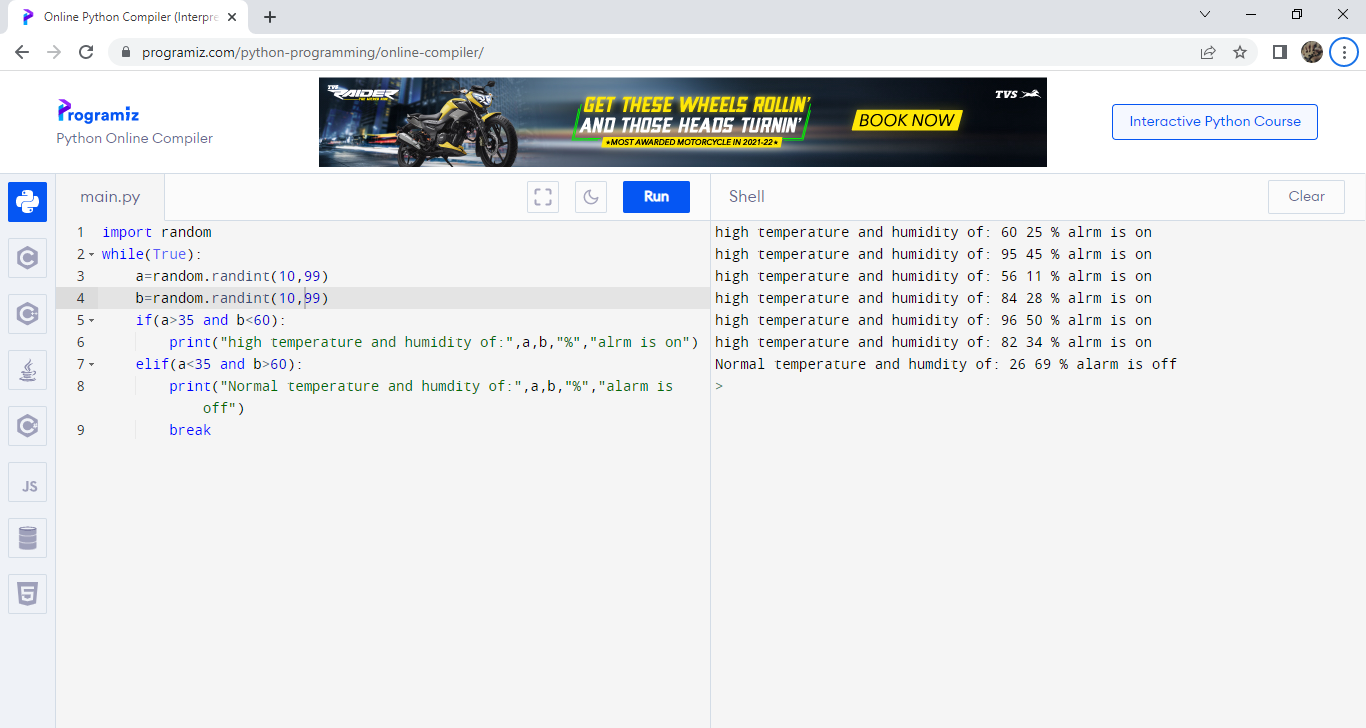 Online Python Compiler (Interpre
programiz.com/python-programming/online-compiler/
Programiz
Python Online Compiler
TVS RAIDER
THE WICKED RIDE
GET THESE WHEELS ROLLIN'
AND THOSE HEADS TURNIN'
★MOST AWARDED MOTORCYCLE IN 2021-22★
BOOK NOW
TVS
Interactive Python Course
main.py
Run
Shell
Clear
1 import random
2 while(True):
3     a=random.randint(10,99)
4     b=random.randint(10,99)
5     if(a>35 and b<60):
6         print("high temperature and humidity of:",a,b,"%","alrm is on")
7     elif(a<35 and b>60):
8         print("Normal temperature and humdity of:",a,b,"%","alarm is
off")
9         break
high temperature and humidity of: 60 25 % alrm is on
high temperature and humidity of: 95 45 % alrm is on
high temperature and humidity of: 56 11 % alrm is on
high temperature and humidity of: 84 28 % alrm is on
high temperature and humidity of: 96 50 % alrm is on
high temperature and humidity of: 82 34 % alrm is on
Normal temperature and humdity of: 26 69 % alarm is off
>
C
C++
C#
JS
5